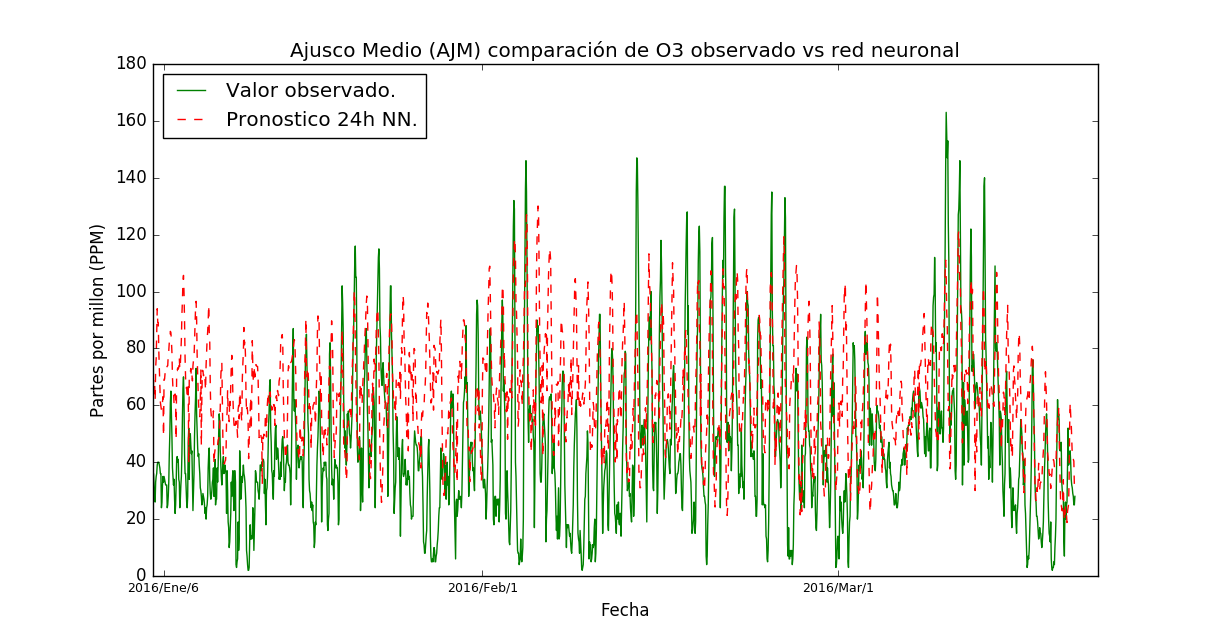 Ajusco Medio (AJM) comparación de O3 observado vs red neuronal
180
160
140
120
100
80
60
40
20
0
Partes por millon (PPM)
Valor observado.
Pronostico 24h NN.
2016/Ene/6
2016/Feb/1
2016/Mar/1
Fecha